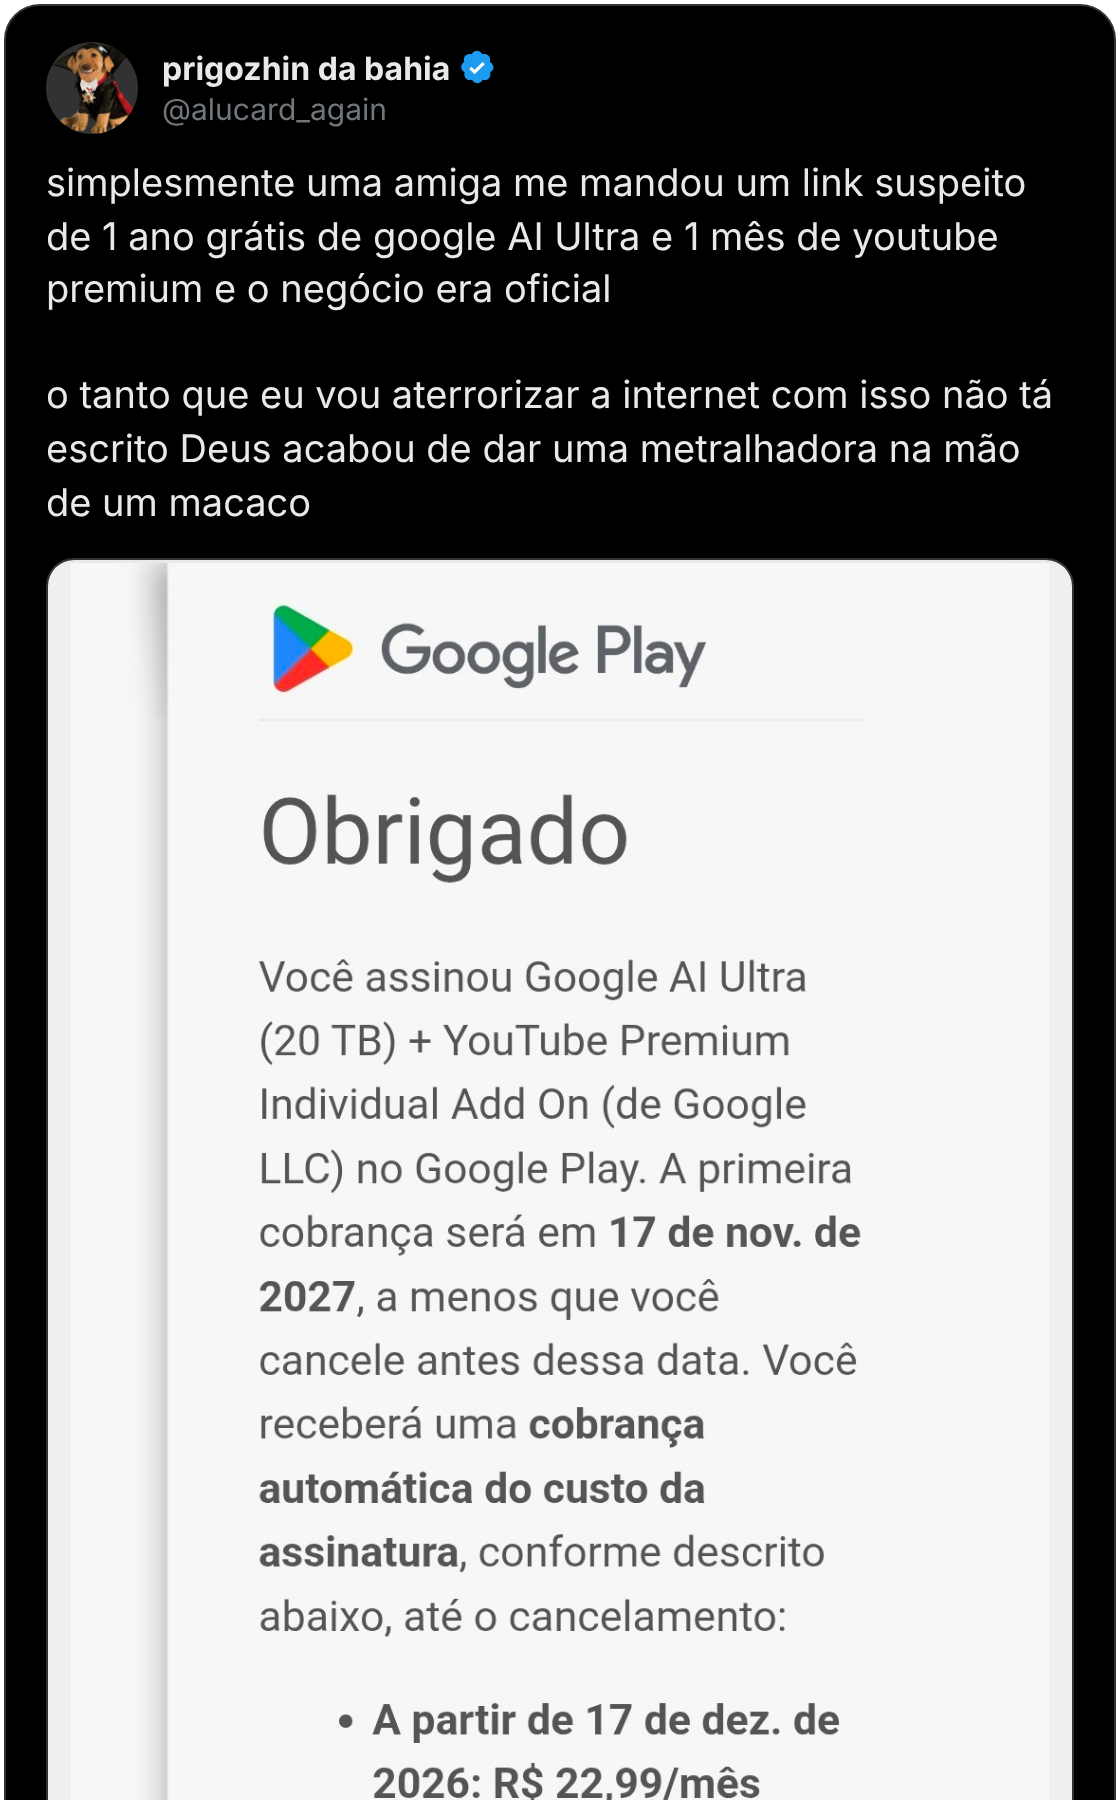 prigozhin da bahia
@alucard_again
simplesmente uma amiga me mandou um link suspeito
de 1 ano grátis de google AI Ultra e 1 mês de youtube
premium e o negócio era oficial
o tanto que eu vou aterrorizar a internet com isso não tá
escrito Deus acabou de dar uma metralhadora na mão
de um macaco
Google Play
Obrigado
Você assinou Google AI Ultra
(20 TB) + YouTube Premium
Individual Add On (de Google
LLC) no Google Play. A primeira
cobrança será em 17 de nov. de
2027, a menos que você
cancele antes dessa data. Você
receberá uma cobrança
automática do custo da
assinatura, conforme descrito
abaixo, até o cancelamento:
• A partir de 17 de dez. de
2026: R$ 22,99/mês